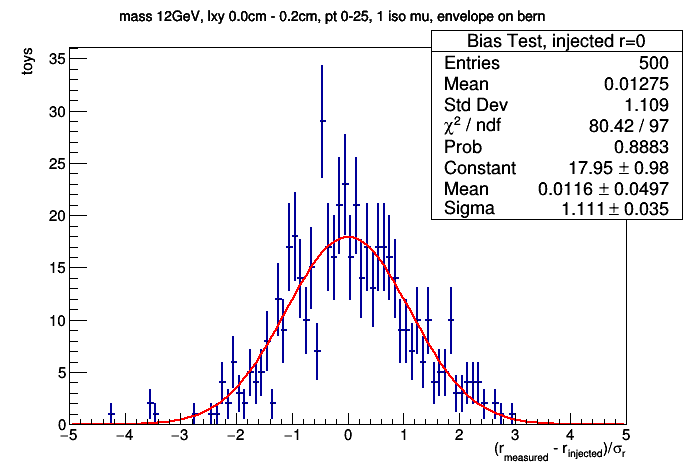 mass 12GeV, lxy 0.0cm - 0.2cm, pt 0-25, 1 iso mu, envelope on bern
Bias Test, injected r=0
Entries 500
Mean 0.01275
Std Dev 1.109
χ² / ndf 80.42 / 97
Prob 0.8883
Constant 17.95 ± 0.98
Mean 0.0116 ± 0.0497
Sigma 1.111 ± 0.035
toys
35
30
25
20
15
10
5
0
−5 −4 −3 −2 −1 0 1 2 3 4 5
(r_measured - r_injected)/σ_r